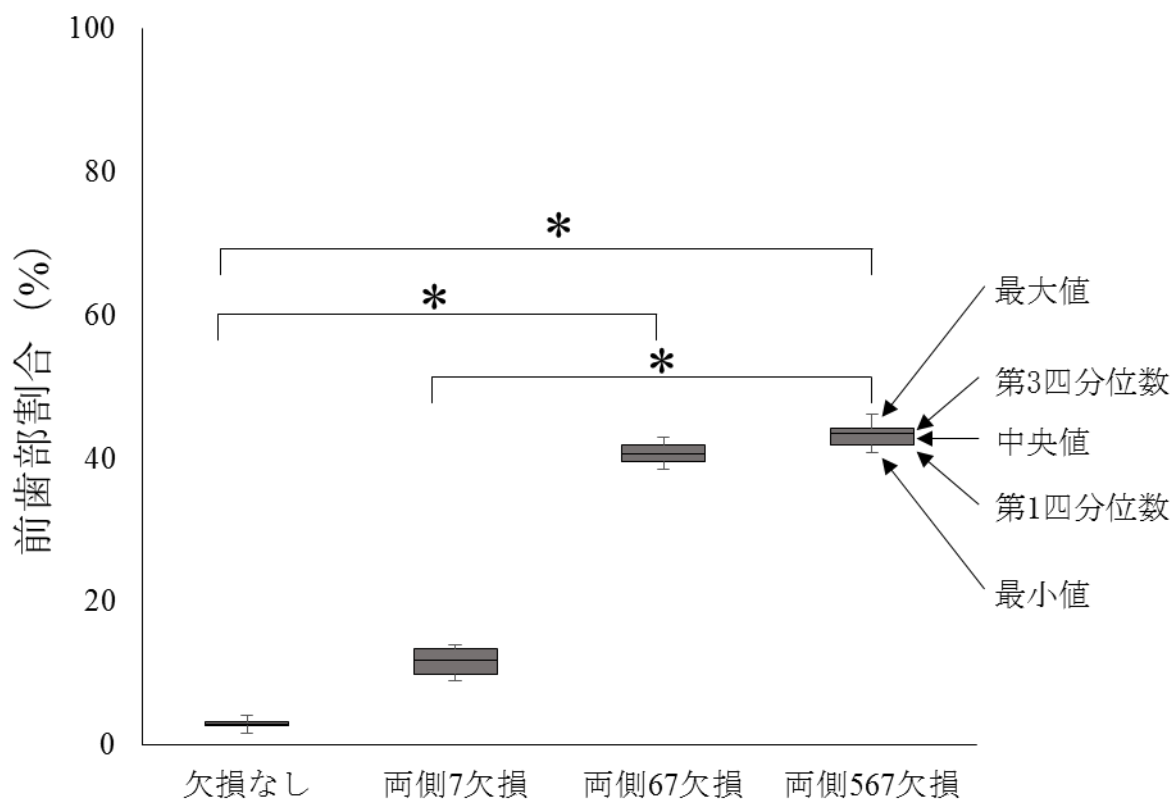 前歯部割合 (%)
100
80
60
40
20
0
*
*
*
最大値
第3四分位数
中央値
第1四分位数
最小値
欠損なし
両側7欠損
両側67欠損
両側567欠損